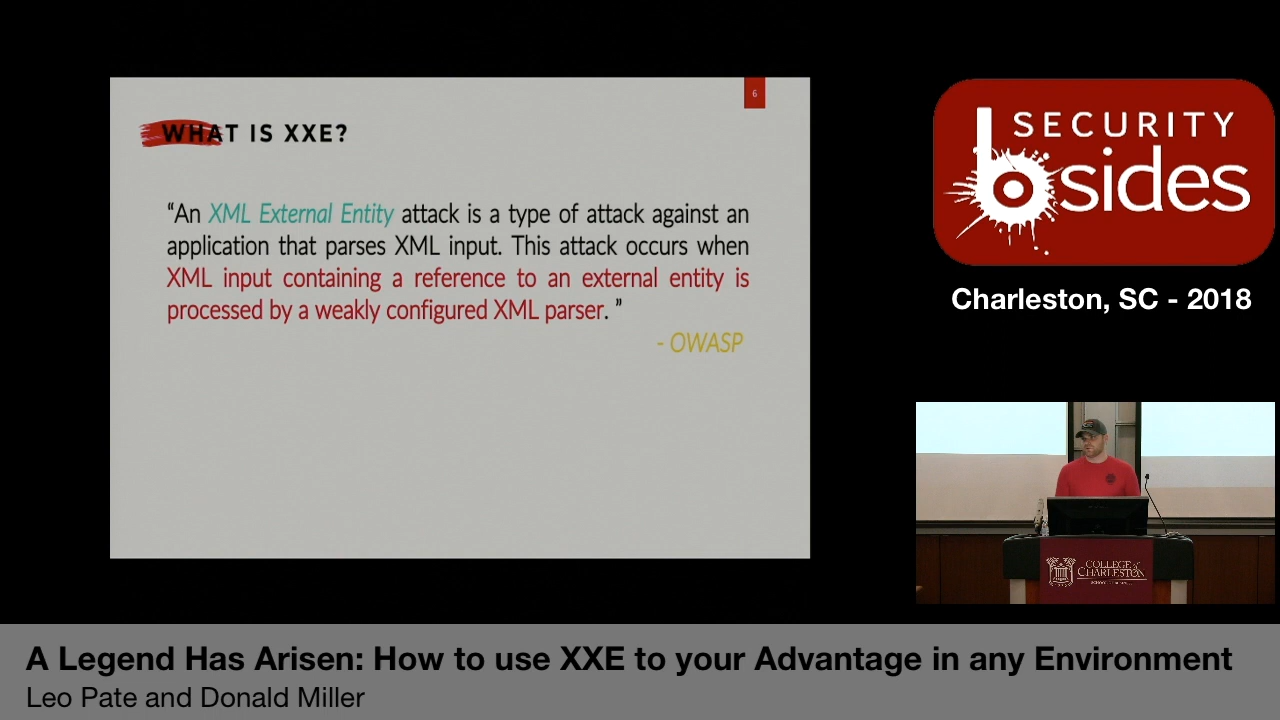 6
WHAT IS XXE?
“An XML External Entity attack is a type of attack against an
application that parses XML input. This attack occurs when
XML input containing a reference to an external entity is
processed by a weakly configured XML parser. ”
- OWASP
SECURITY
bsides
Charleston, SC - 2018
COLLEGE of
CHARLESTON
A Legend Has Arisen: How to use XXE to your Advantage in any Environment
Leo Pate and Donald Miller